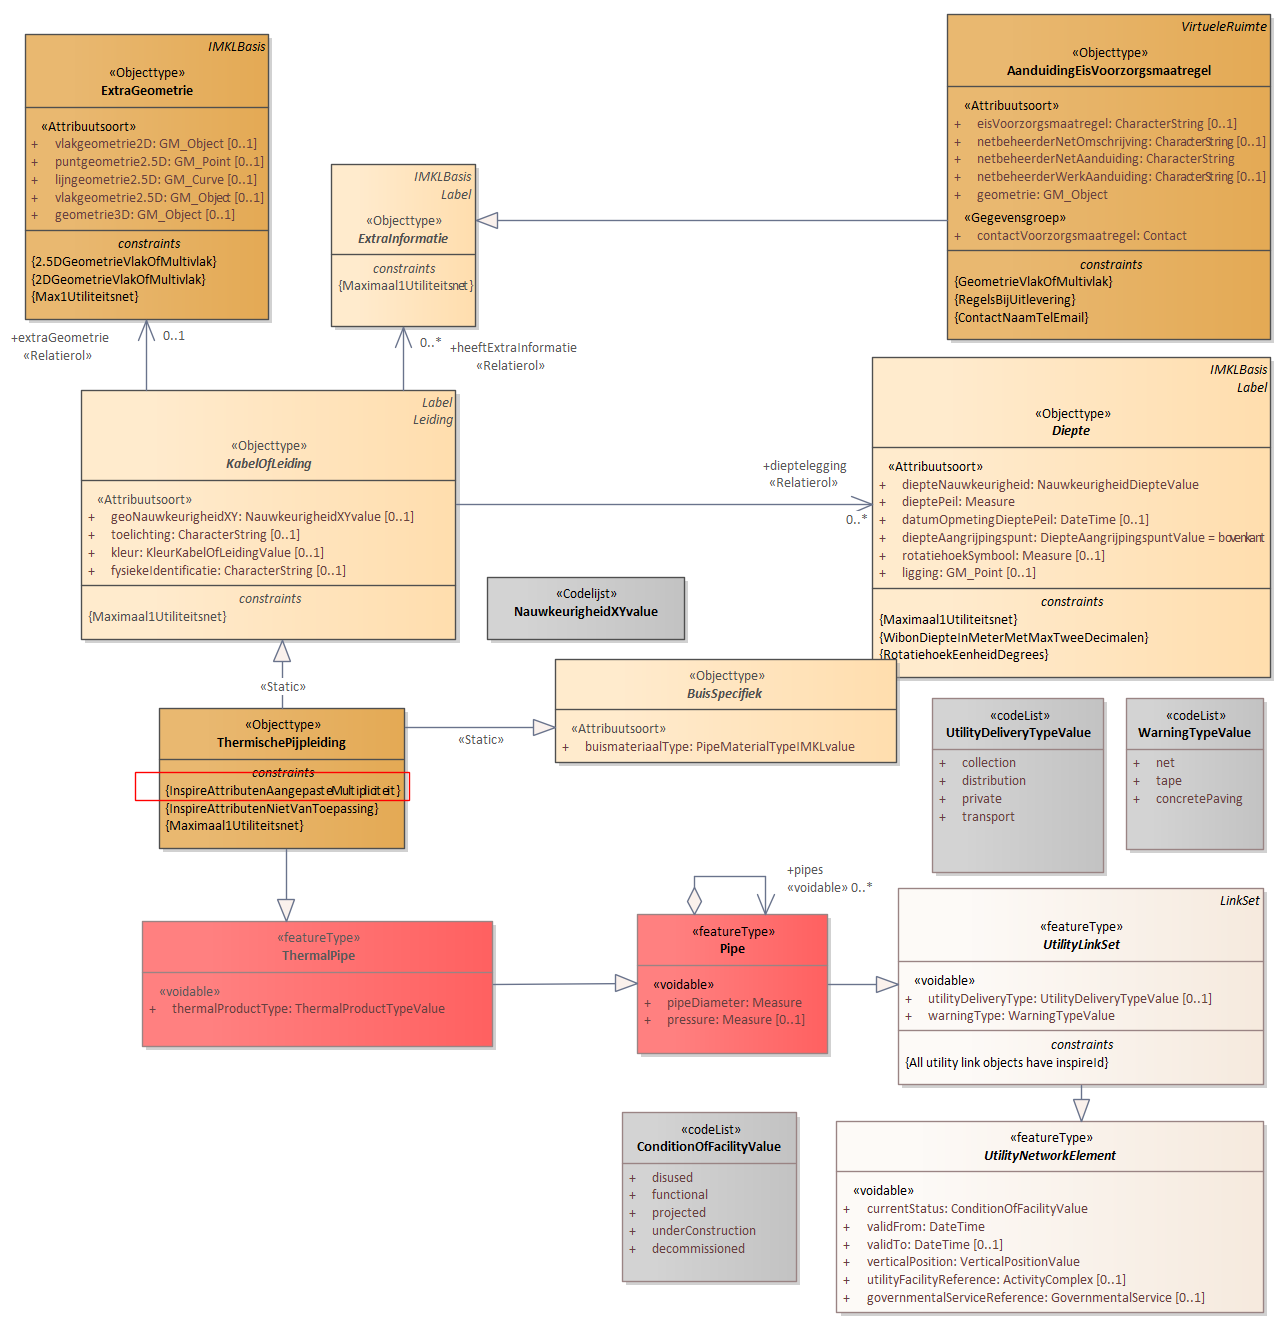 IMKLBasis
«Objecttype»
ExtraGeometrie
«Attribuutsoort»
+ vlakgeometrie2D: GM_Object [0..1]
+ puntgeometrie2.5D: GM_Point [0..1]
+ lijngeometrie2.5D: GM_Curve [0..1]
+ vlakgeometrie2.5D: GM_Object [0..1]
+ geometrie3D: GM_Object [0..1]
constraints
{2.5DGeometrieVlakOfMultivlak}
{2DGeometrieVlakOfMultivlak}
{Max1Utiliteitsnet}
VirtueleRuimte
«Objecttype»
AanduidingEisVoorzorgsmaatregel
«Attribuutsoort»
+ eisVoorzorgsmaatregel: CharacterString [0..1]
+ netbeheerderNetOmschrijving: CharacterString [0..1]
+ netbeheerderNetAanduiding: CharacterString
+ netbeheerderWerkAanduiding: CharacterString [0..1]
+ geometrie: GM_Object
«Gegevensgroep»
+ contactVoorzorgsmaatregel: Contact
constraints
{GeometrieVlakOfMultivlak}
{RegelsBijUitlevering}
{ContactNaamTelEmail}
IMKLBasis
Label
«Objecttype»
ExtraInformatie
constraints
{Maximaal1Utiliteitsnet}
+extraGeometrie
«Relatierol»
0..1
0..*
+heeftExtraInformatie
«Relatierol»
Label
Leiding
«Objecttype»
KabelOfLeiding
«Attribuutsoort»
+ geoNauwkeurigheidXY: NauwkeurigheidXYvalue [0..1]
+ toelichting: CharacterString [0..1]
+ kleur: KleurKabelOfLeidingValue [0..1]
+ fysiekeIdentificatie: CharacterString [0..1]
constraints
{Maximaal1Utiliteitsnet}
+dieptelegging
«Relatierol»
0..*
IMKLBasis
Label
«Objecttype»
Diepte
«Attribuutsoort»
+ diepteNauwkeurigheid: NauwkeurigheidDiepteValue
+ dieptePeil: Measure
+ datumOpmetingDieptePeil: DateTime [0..1]
+ diepteAangrijpingspunt: DiepteAangrijpingspuntValue = bovenkant
+ rotatiehoekSymbool: Measure [0..1]
+ ligging: GM_Point [0..1]
constraints
{Maximaal1Utiliteitsnet}
{WibonDiepteInMeterMetMaxTweeDecimalen}
{RotatiehoekEenheidDegrees}
«Codelijst»
NauwkeurigheidXYvalue
«Static»
«Objecttype»
BuisSpecifiek
«Attribuutsoort»
+ buismateriaalType: PipeMaterialTypeIMKLvalue
«Objecttype»
ThermischePijpleiding
constraints
{InspireAttributenAangepasteMultipliciteit}
{InspireAttributenNietVanToepassing}
{Maximaal1Utiliteitsnet}
«Static»
«codeList»
UtilityDeliveryTypeValue
+ collection
+ distribution
+ private
+ transport
«codeList»
WarningTypeValue
+ net
+ tape
+ concretePaving
«featureType»
ThermalPipe
«voidable»
+ thermalProductType: ThermalProductTypeValue
+pipes
«voidable» 0..*
«featureType»
Pipe
«voidable»
+ pipeDiameter: Measure
+ pressure: Measure [0..1]
LinkSet
«featureType»
UtilityLinkSet
«voidable»
+ utilityDeliveryType: UtilityDeliveryTypeValue [0..1]
+ warningType: WarningTypeValue
constraints
{All utility link objects have inspireId}
«codeList»
ConditionOfFacilityValue
+ disused
+ functional
+ projected
+ underConstruction
+ decommissioned
«featureType»
UtilityNetworkElement
«voidable»
+ currentStatus: ConditionOfFacilityValue
+ validFrom: DateTime
+ validTo: DateTime [0..1]
+ verticalPosition: VerticalPositionValue
+ utilityFacilityReference: ActivityComplex [0..1]
+ governmentalServiceReference: GovernmentalService [0..1]